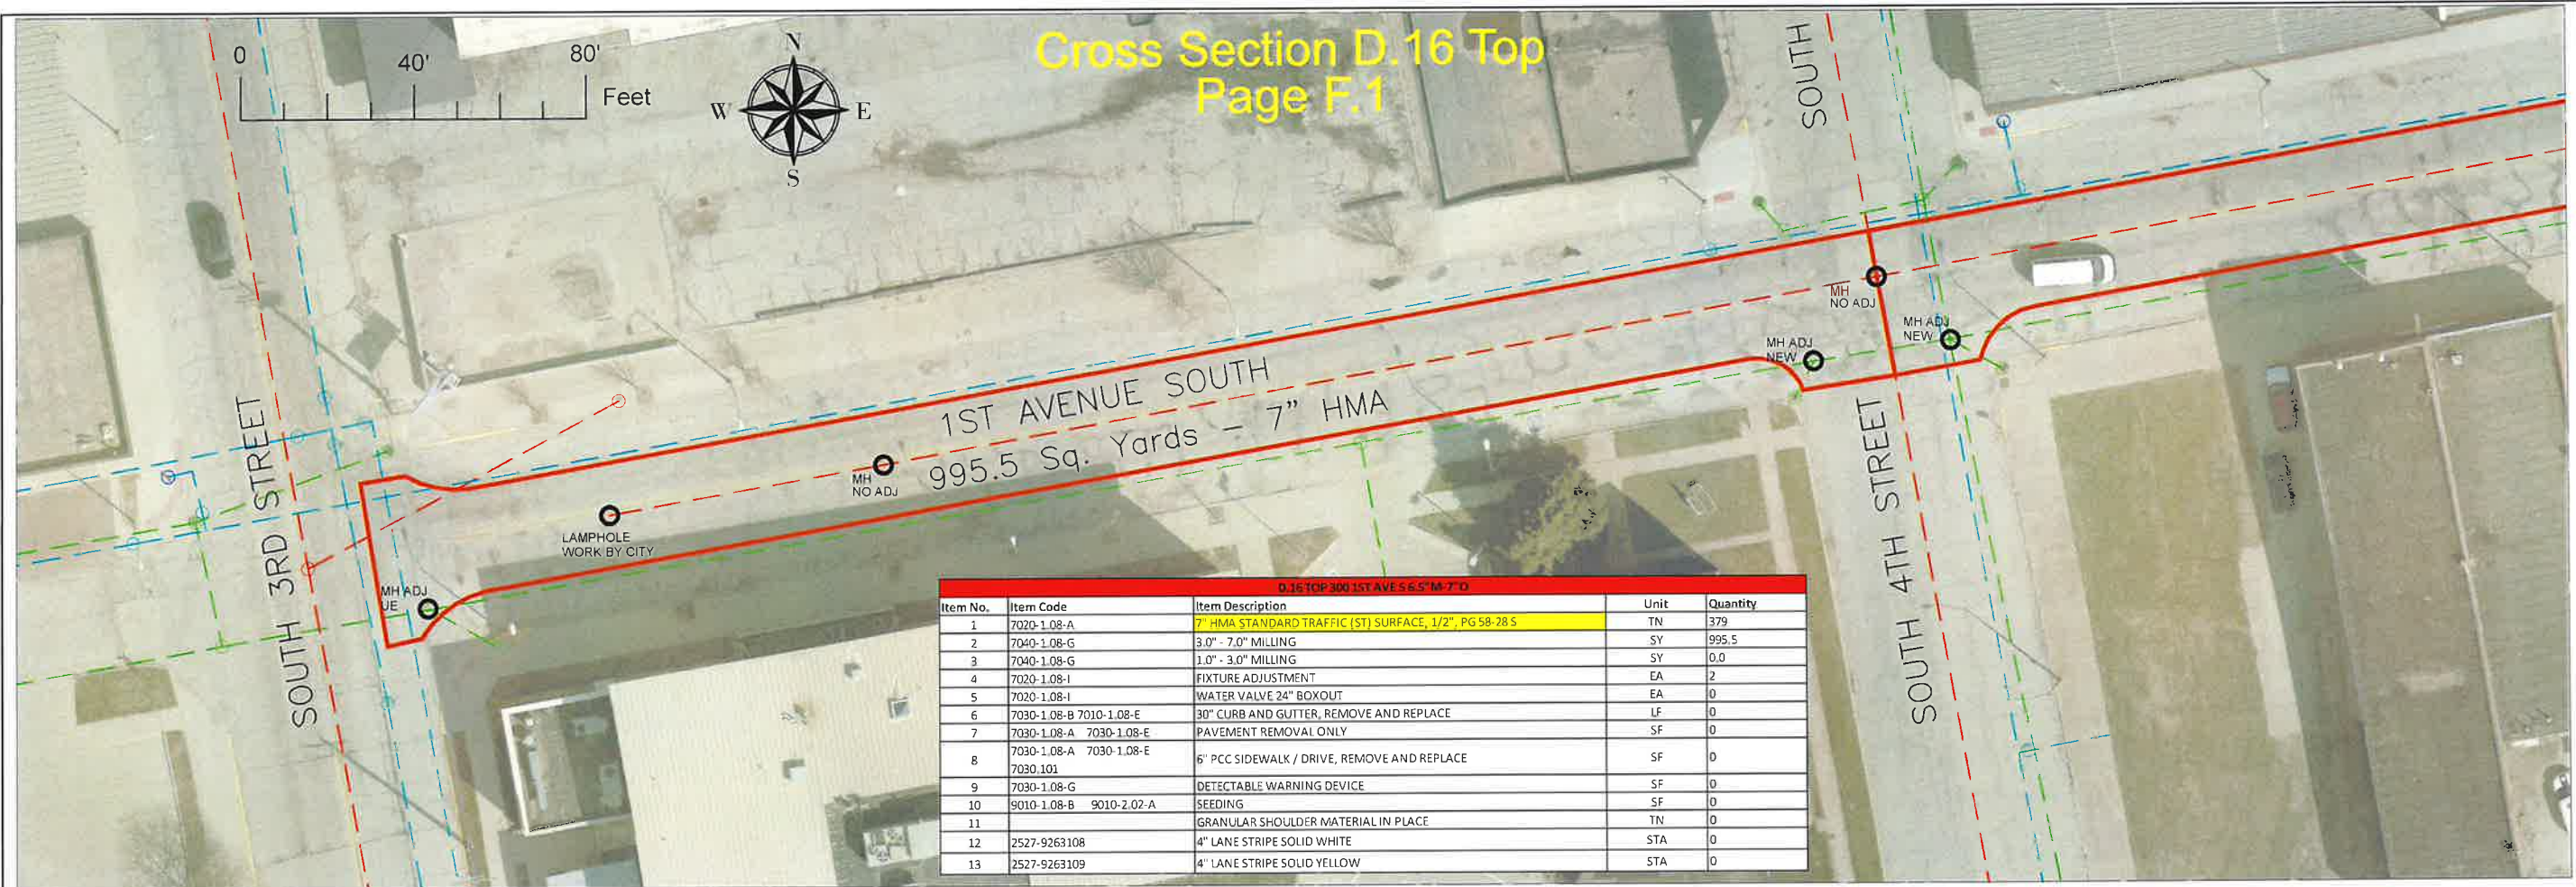 Cross Section D.16 Top
Page F.1
0 40' 80'
Feet
N
W E
S
SOUTH
SOUTH 3RD STREET
1ST AVENUE SOUTH
995.5 Sq. Yards - 7" HMA
SOUTH 4TH STREET
MH
NO ADJ
MH ADJ
NEW
MH ADJ
NEW
MH
NO ADJ
LAMPHOLE
WORK BY CITY
MH ADJ
UE
D.16 TOP 300 1ST AVE S 6.5"M-7"O
Item No. Item Code Item Description Unit Quantity
1 7020-1.08-A 7" HMA STANDARD TRAFFIC (ST) SURFACE, 1/2", PG 58-28 S TN 379
2 7040-1.08-G 3.0" - 7.0" MILLING SY 995.5
3 7040-1.08-G 1.0" - 3.0" MILLING SY 0.0
4 7020-1.08-I FIXTURE ADJUSTMENT EA 2
5 7020-1.08-I WATER VALVE 24" BOXOUT EA 0
6 7030-1.08-B 7010-1.08-E 30" CURB AND GUTTER, REMOVE AND REPLACE LF 0
7 7030-1.08-A 7030-1.08-E PAVEMENT REMOVAL ONLY SF 0
8 7030-1.08-A 7030-1.08-E 7030.101 6" PCC SIDEWALK / DRIVE, REMOVE AND REPLACE SF 0
9 7030-1.08-G DETECTABLE WARNING DEVICE SF 0
10 9010-1.08-B 9010-2.02-A SEEDING SF 0
11 GRANULAR SHOULDER MATERIAL IN PLACE TN 0
12 2527-9263108 4" LANE STRIPE SOLID WHITE STA 0
13 2527-9263109 4" LANE STRIPE SOLID YELLOW STA 0